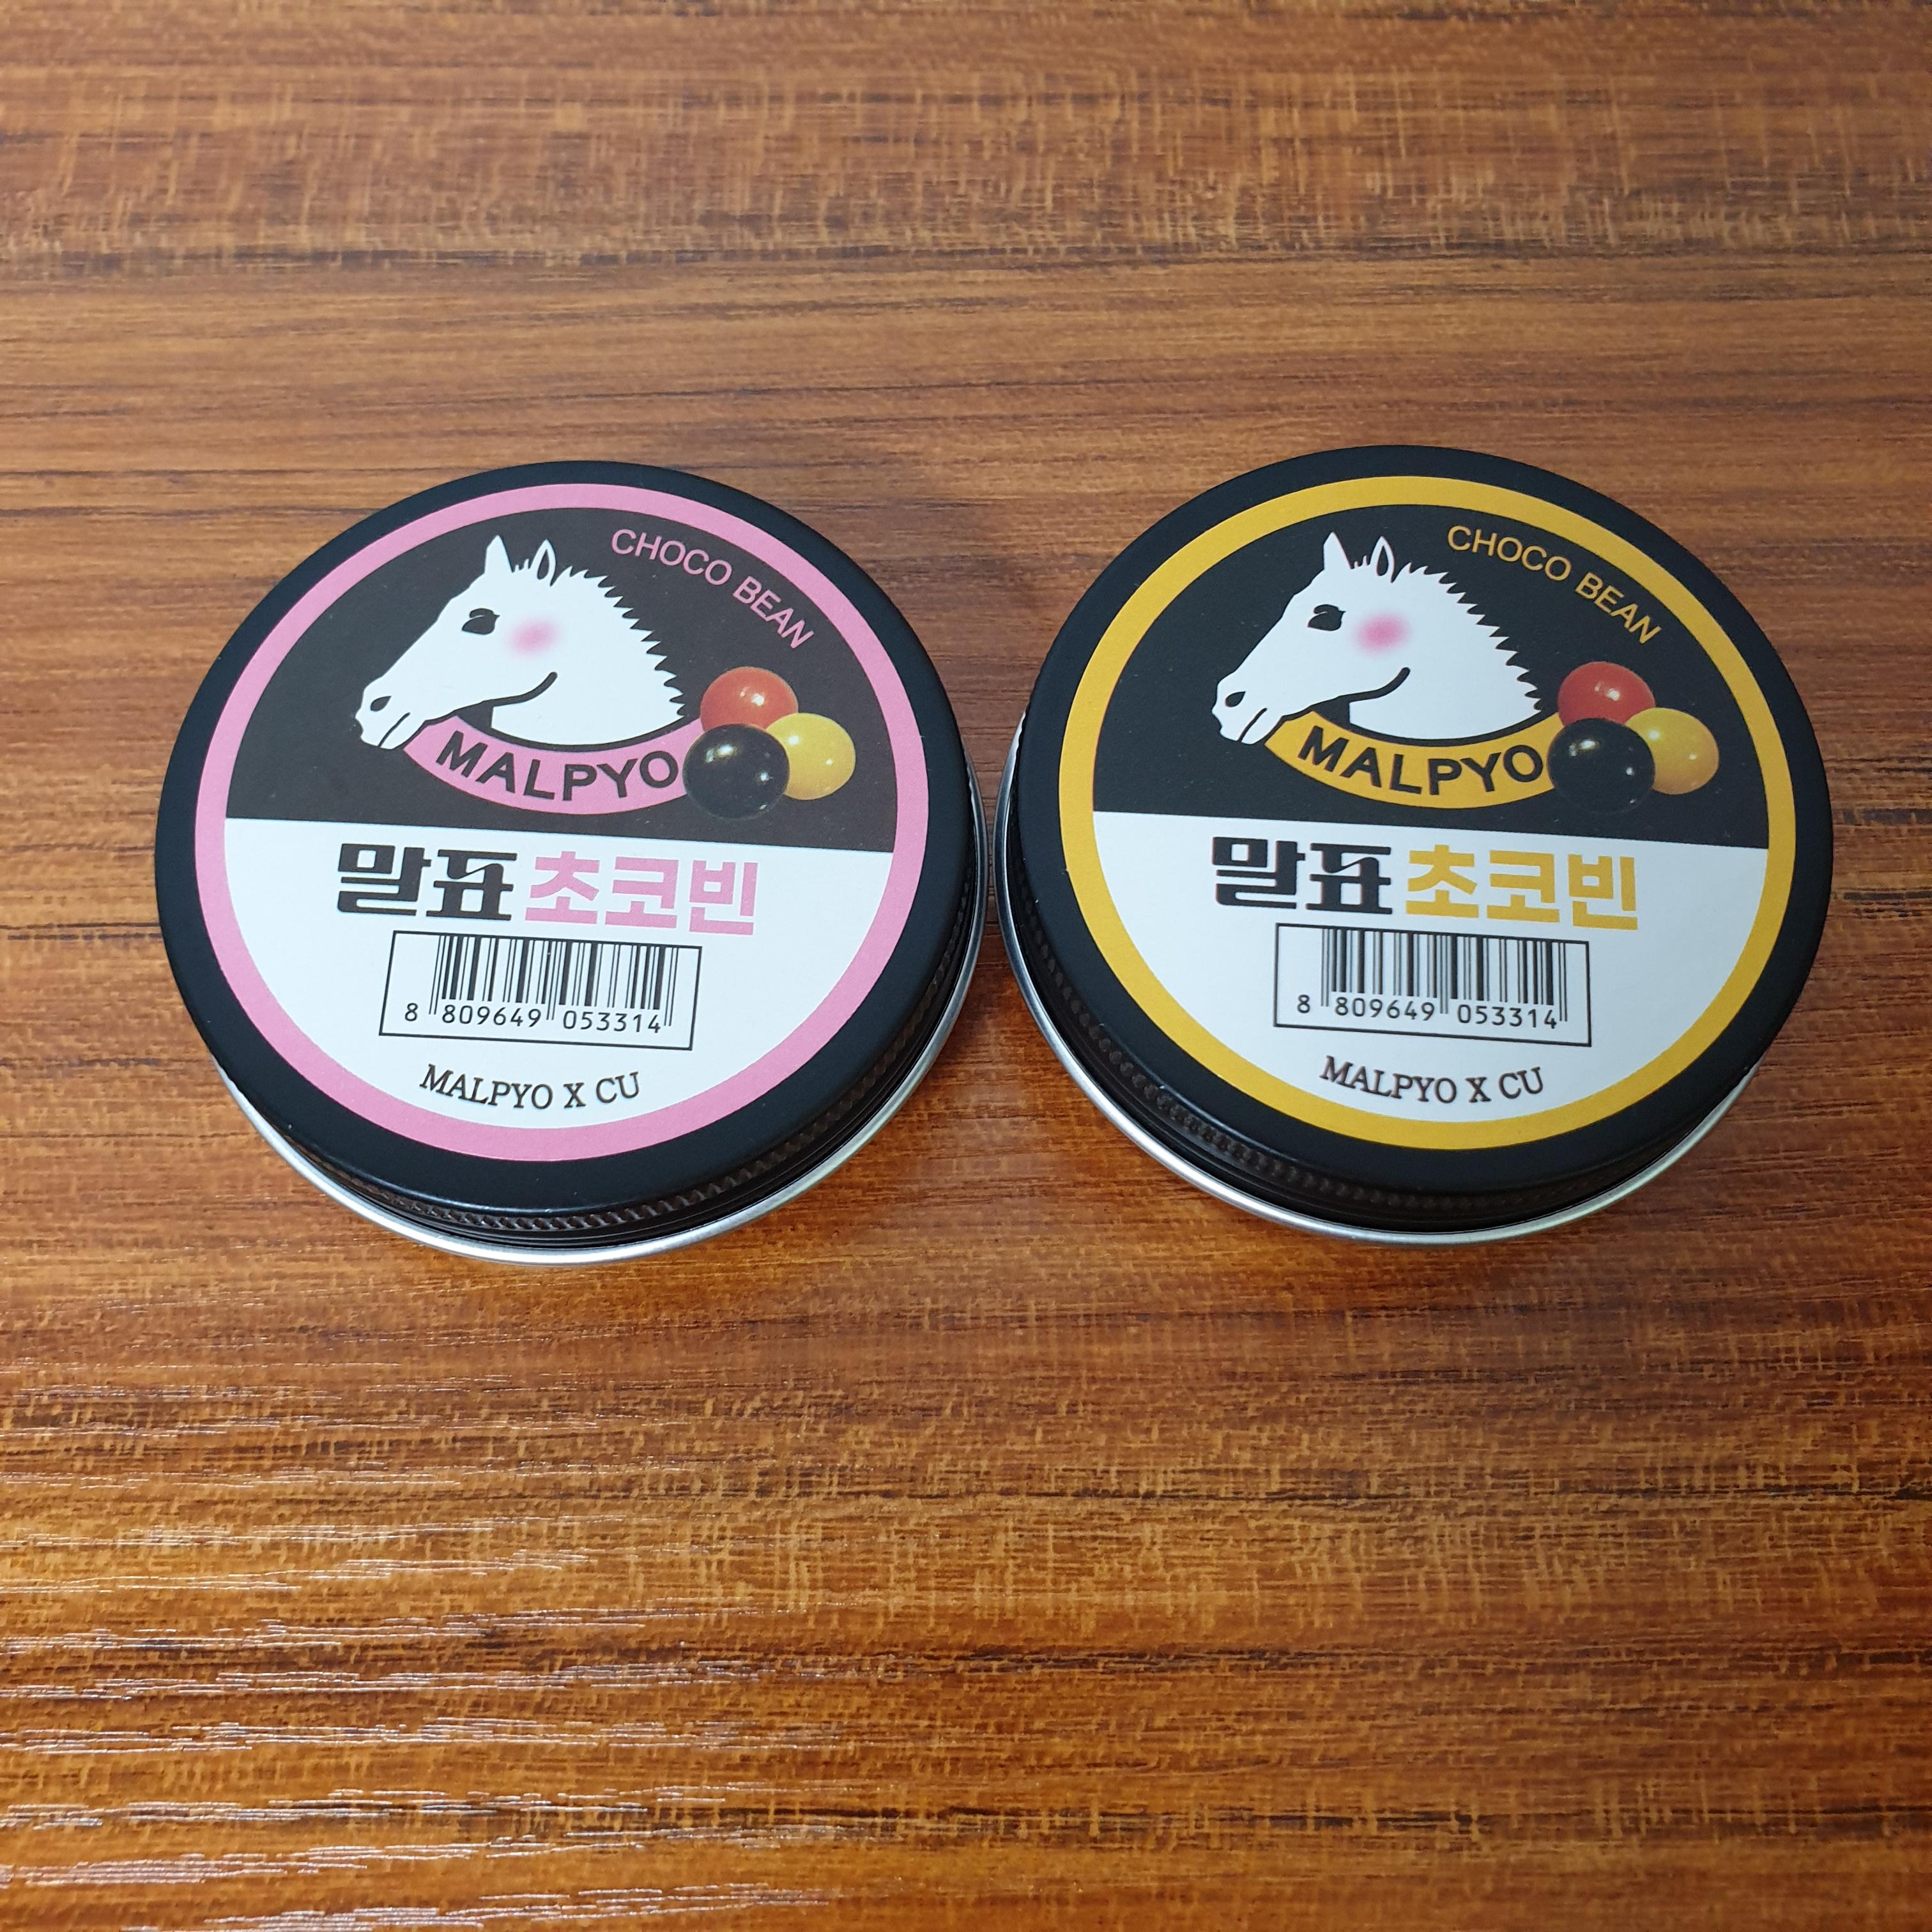 CHOCO BEAN
MALPYO
말표 초코빈
8 809649 053314
MALPYO X CU
CHOCO BEAN
MALPYO
말표 초코빈
8 809649 053314
MALPYO X CU